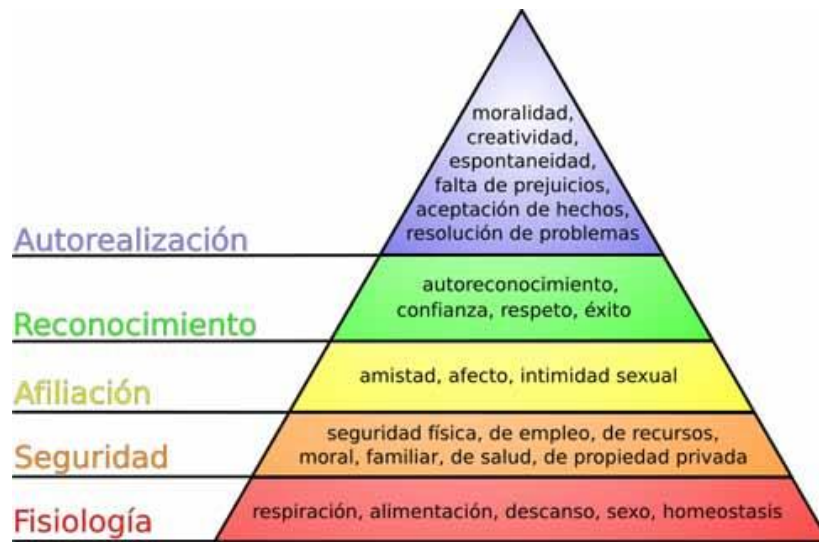 moralidad,
creatividad,
espontaneidad,
falta de prejuicios,
aceptación de hechos,
resolución de problemas
Autorealización
autoreconocimiento,
confianza, respeto, éxito
Reconocimiento
amistad, afecto, intimidad sexual
Afiliación
seguridad física, de empleo, de recursos,
moral, familiar, de salud, de propiedad privada
Seguridad
respiración, alimentación, descanso, sexo, homeostasis
Fisiología